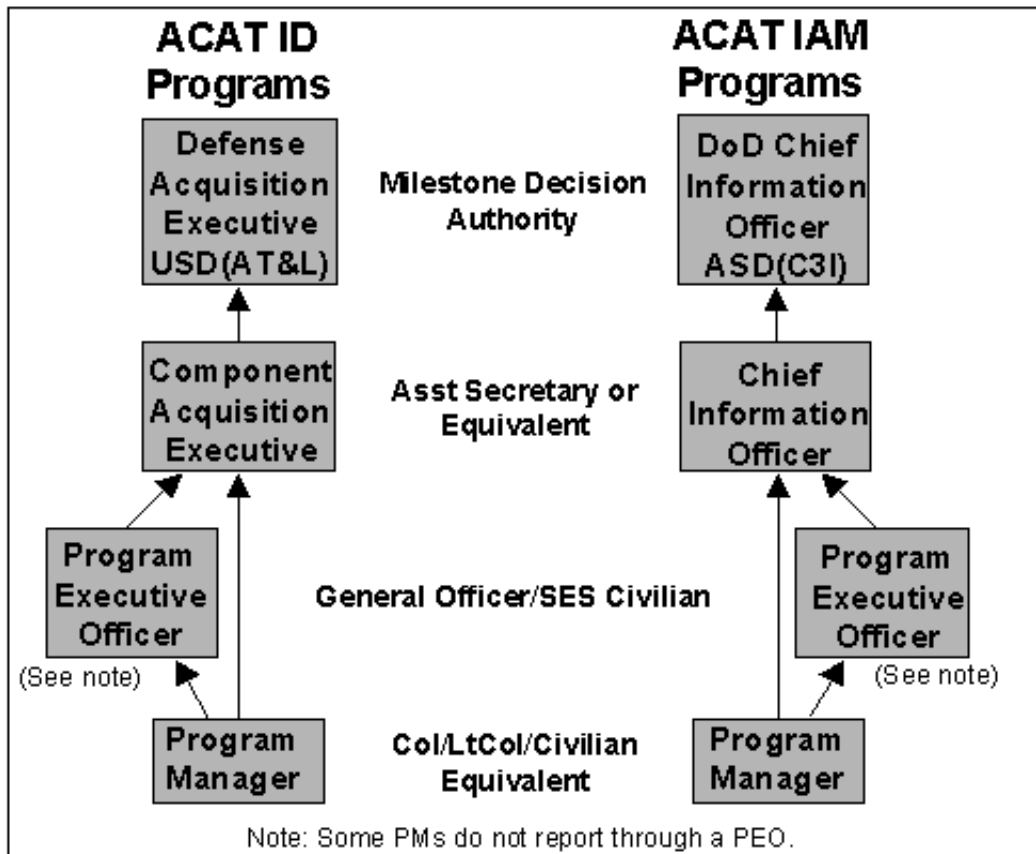 ACAT ID
Programs
ACAT IAM
Programs
Defense
Acquisition
Executive
USD(AT&L)
Milestone Decision
Authority
DoD Chief
Information
Officer
ASD(C3I)
Component
Acquisition
Executive
Asst Secretary or
Equivalent
Chief
Information
Officer
Program
Executive
Officer
(See note)
General Officer/SES Civilian
Program
Executive
Officer
(See note)
Program
Manager
Col/LtCol/Civilian
Equivalent
Program
Manager
Note: Some PMs do not report through a PEO.